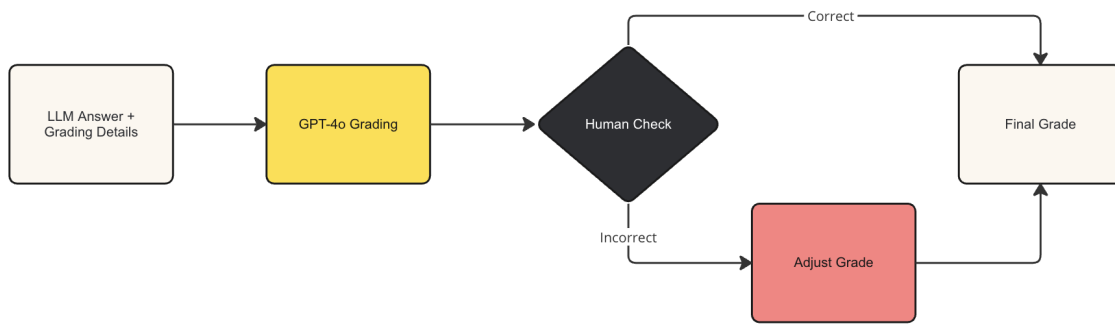 Correct
LLM Answer +
Grading Details
GPT-4o Grading
Human Check
Final Grade
Incorrect
Adjust Grade